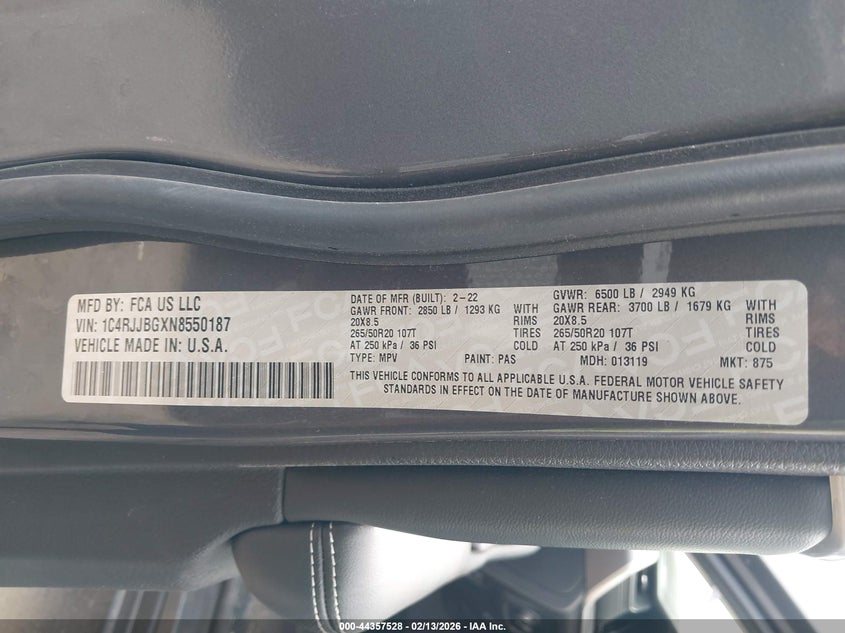 MFD BY: FCA US LLC
VIN: 1C4RJJBGXN8550187
VEHICLE MADE IN: U.S.A.
DATE OF MFR (BUILT): 2-22 GVWR: 6500 LB / 2949 KG
GAWR FRONT: 2850 LB / 1293 KG WITH GAWR REAR: 3700 LB / 1679 KG WITH
20X8.5 RIMS 20X8.5 RIMS
265/50R20 107T TIRES 265/50R20 107T TIRES
AT 250 kPa / 36 PSI COLD AT 250 kPa / 36 PSI COLD
TYPE: MPV PAINT: PAS MDH: 013119 MKT: 875
THIS VEHICLE CONFORMS TO ALL APPLICABLE U.S.A. FEDERAL MOTOR VEHICLE SAFETY
STANDARDS IN EFFECT ON THE DATE OF MANUFACTURE SHOWN ABOVE.
000-44357528 - 02/13/2026 - IAA Inc.